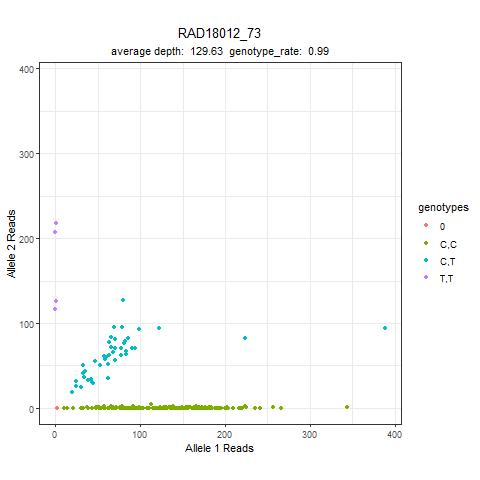 RAD18012_73
average depth:  129.63  genotype_rate:  0.99
400
300
200
100
0
Allele 2 Reads
0 100 200 300 400
Allele 1 Reads
genotypes
0
C,C
C,T
T,T